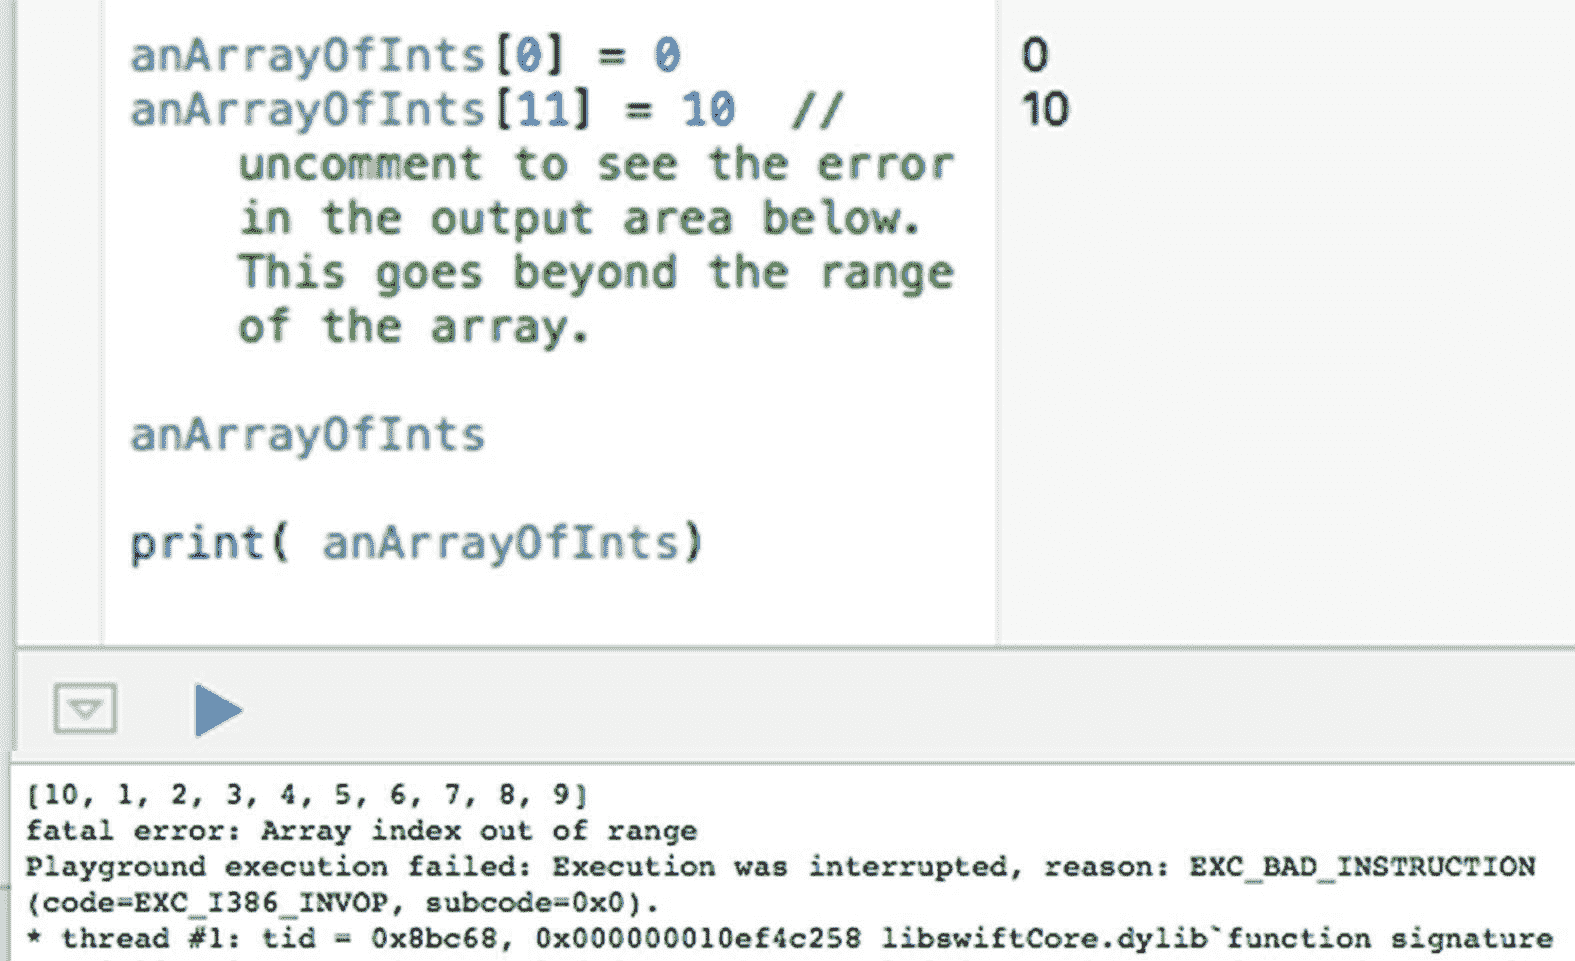 anArrayOfInts[0] = 0
0
anArrayOfInts[11] = 10 //
10
uncomment to see the error
in the output area below.
This goes beyond the range
of the array.
anArrayOfInts
print( anArrayOfInts)
[10, 1, 2, 3, 4, 5, 6, 7, 8, 9]
fatal error: Array index out of range
Playground execution failed: Execution was interrupted, reason: EXC_BAD_INSTRUCTION
(code=EXC_I386_INVOP, subcode=0x0).
* thread #1: tid = 0x8bc68, 0x000000010ef4c258 libswiftCore.dylib`function signature